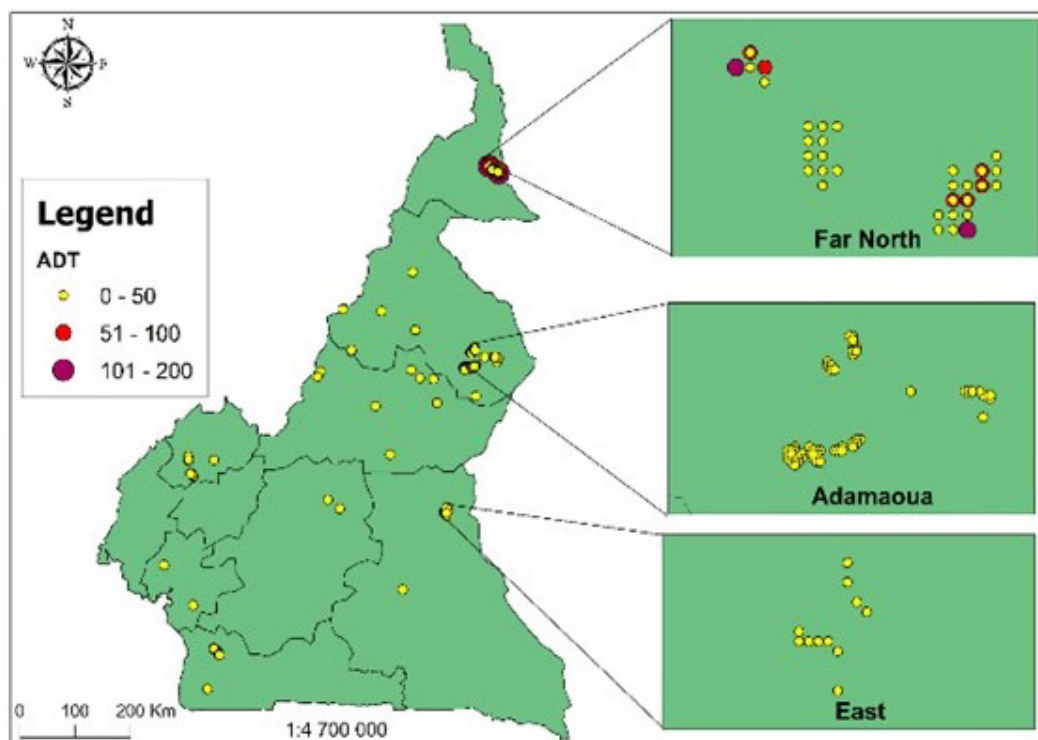 N
W
E
S
Legend
ADT
0 - 50
51 - 100
101 - 200
Far North
Adamaoua
East
0 100 200 Km
1:4 700 000